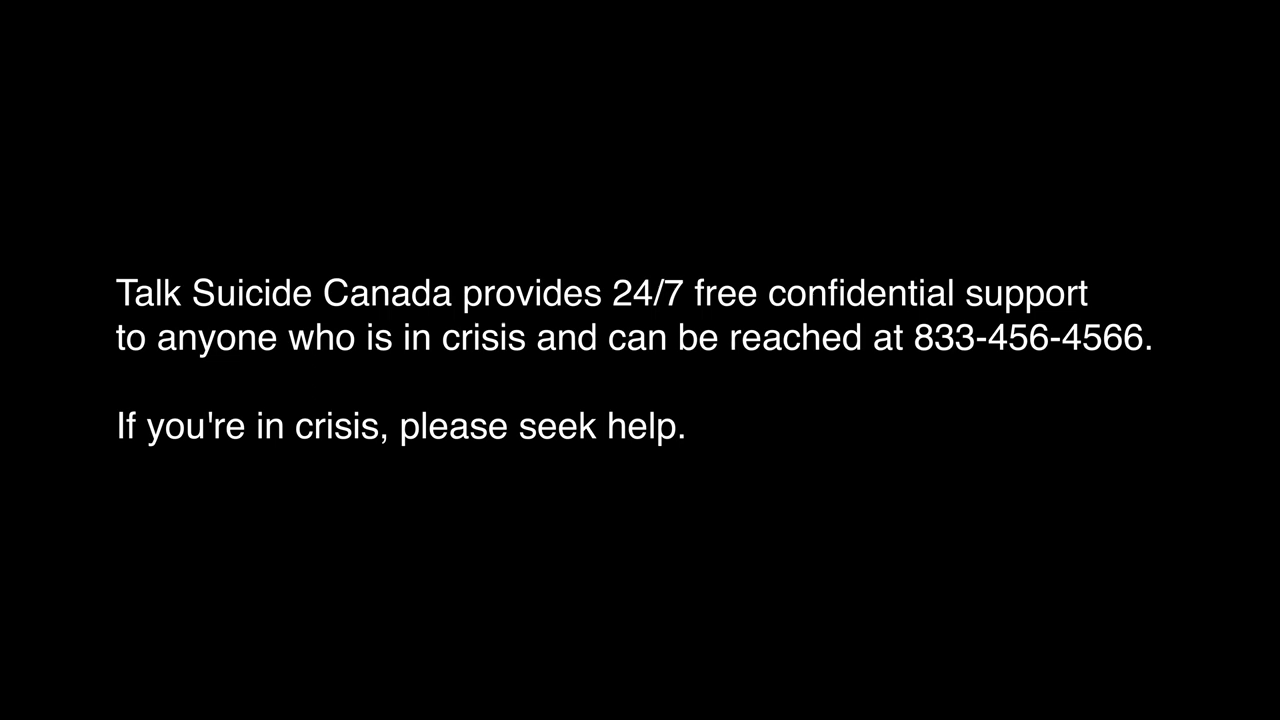 Talk Suicide Canada provides 24/7 free confidential support
to anyone who is in crisis and can be reached at 833-456-4566.
If you're in crisis, please seek help.